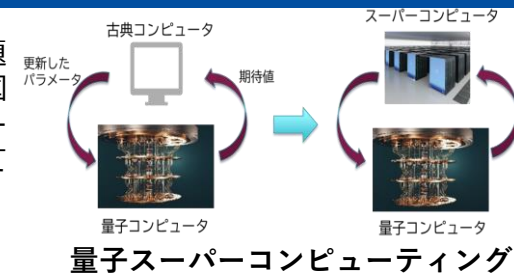 古典コンピュータ
スーパーコンピュータ
更新した
パラメータ
期待値
量子コンピュータ
量子コンピュータ
量子スーパーコンピューティング